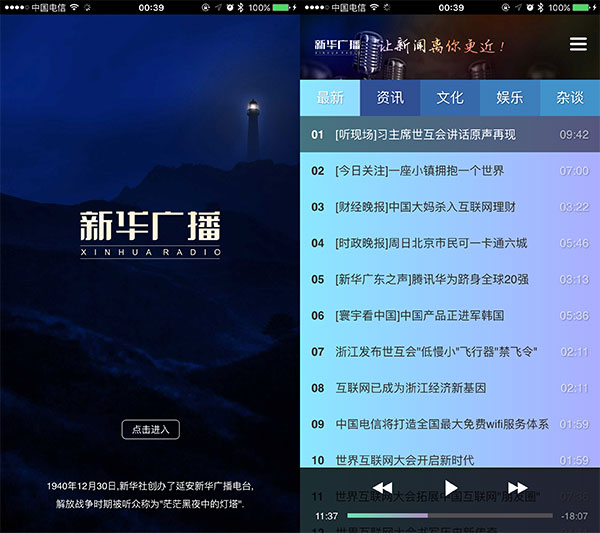 中国电信
00:39
100%
新华广播
XINHUA RADIO
点击进入
1940年12月30日,新华社创办了延安新华广播电台,
解放战争时期被听众称为"茫茫黑夜中的灯塔".
中国电信
00:39
100%
新华广播
让新闻离你更近!
最新 资讯 文化 娱乐 杂谈
01 [听现场]习主席世互会讲话原声再现 09:42
02 [今日关注]一座小镇拥抱一个世界 07:00
03 [财经晚报]中国大妈杀入互联网理财 03:22
04 [时政晚报]周日北京市民可一卡通六城 05:46
05 [新华广东之声]腾讯华为跻身全球20强 03:13
06 [寰宇看中国]中国产品正进军韩国 05:36
07 浙江发布世互会"低慢小"飞行器"禁飞令" 02:11
08 互联网已成为浙江经济新基因 02:11
09 中国电信将打造全国最大免费wifi服务体系 01:59
10 世界互联网大会开启新时代 01:59
11 世界互联网大会拓展中国互联网"朋友圈"
12 世界互联网大会书写历史新传奇
11:37
-18:07